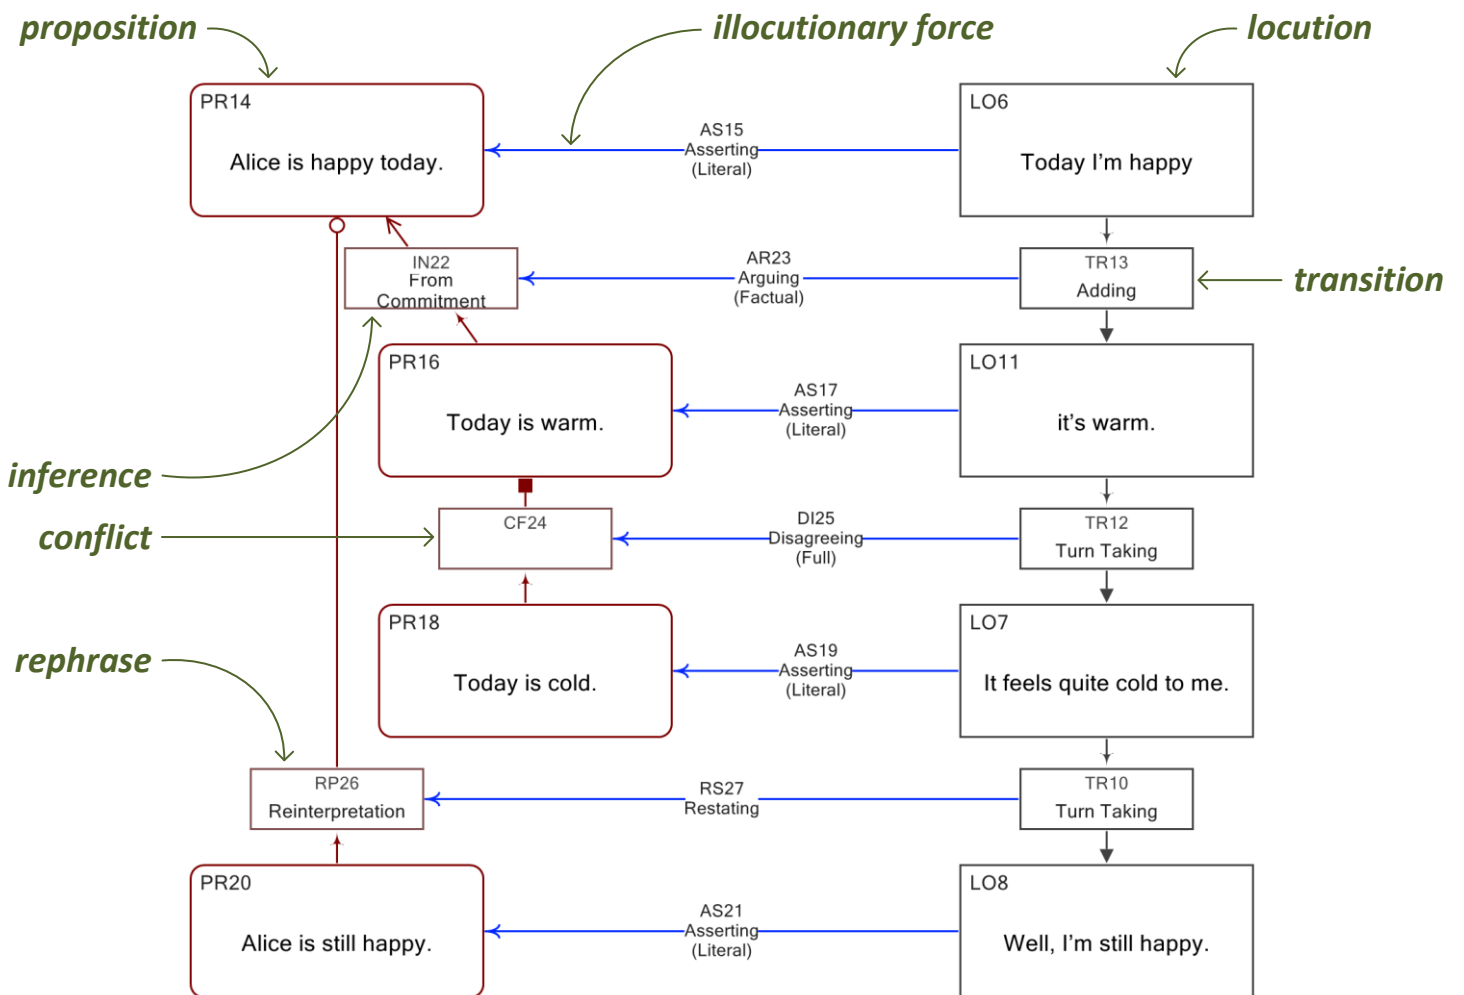 proposition
illocutionary force
locution
PR14
Alice is happy today.
AS15
Asserting
(Literal)
LO6
Today I'm happy
IN22
From
Commitment
AR23
Arguing
(Factual)
TR13
Adding
transition
PR16
Today is warm.
AS17
Asserting
(Literal)
LO11
it's warm.
inference
conflict
CF24
DI25
Disagreeing
(Full)
TR12
Turn Taking
PR18
Today is cold.
AS19
Asserting
(Literal)
LO7
It feels quite cold to me.
rephrase
RP26
Reinterpretation
RS27
Restating
TR10
Turn Taking
PR20
Alice is still happy.
AS21
Asserting
(Literal)
LO8
Well, I'm still happy.